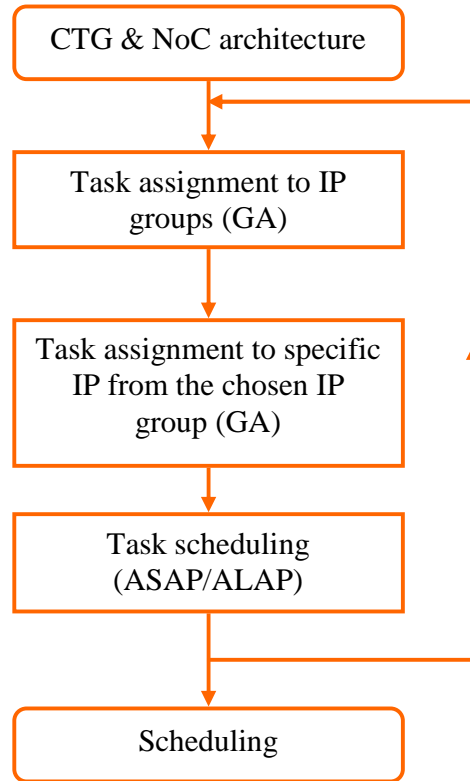 CTG & NoC architecture
Task assignment to IP
groups (GA)
Task assignment to specific
IP from the chosen IP
group (GA)
Task scheduling
(ASAP/ALAP)
Scheduling